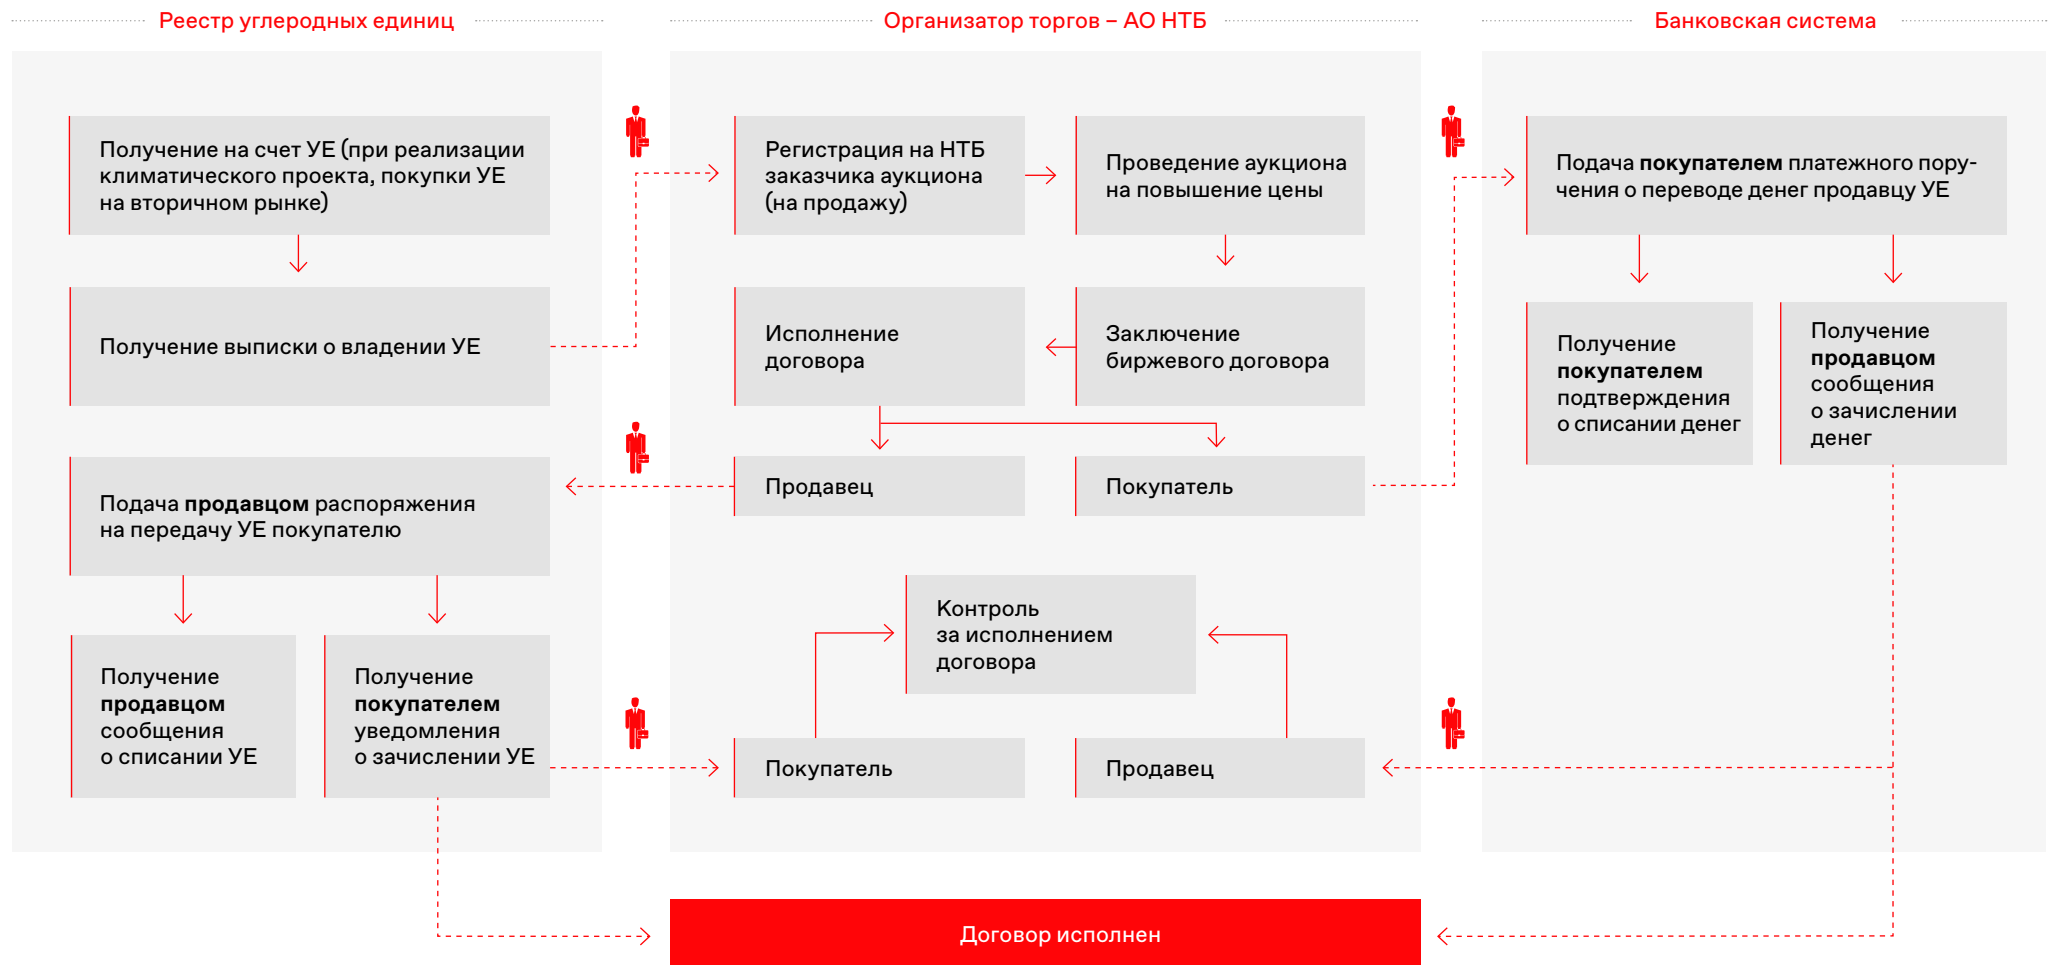 Реестр углеродных единиц
Организатор торгов – АО НТБ
Банковская система
Получение на счет УЕ (при реализации
климатического проекта, покупки УЕ
на вторичном рынке)
Получение выписки о владении УЕ
Подача продавцом распоряжения
на передачу УЕ покупателю
Получение
продавцом
сообщения
о списании УЕ
Получение
покупателем
уведомления
о зачислении УЕ
Регистрация на НТБ
заказчика аукциона
(на продажу)
Проведение аукциона
на повышение цены
Исполнение
договора
Заключение
биржевого договора
Продавец
Покупатель
Контроль
за исполнением
договора
Покупатель
Продавец
Подача покупателем платежного пору-
чения о переводе денег продавцу УЕ
Получение
покупателем
подтверждения
о списании денег
Получение
продавцом
сообщения
о зачислении
денег
Договор исполнен